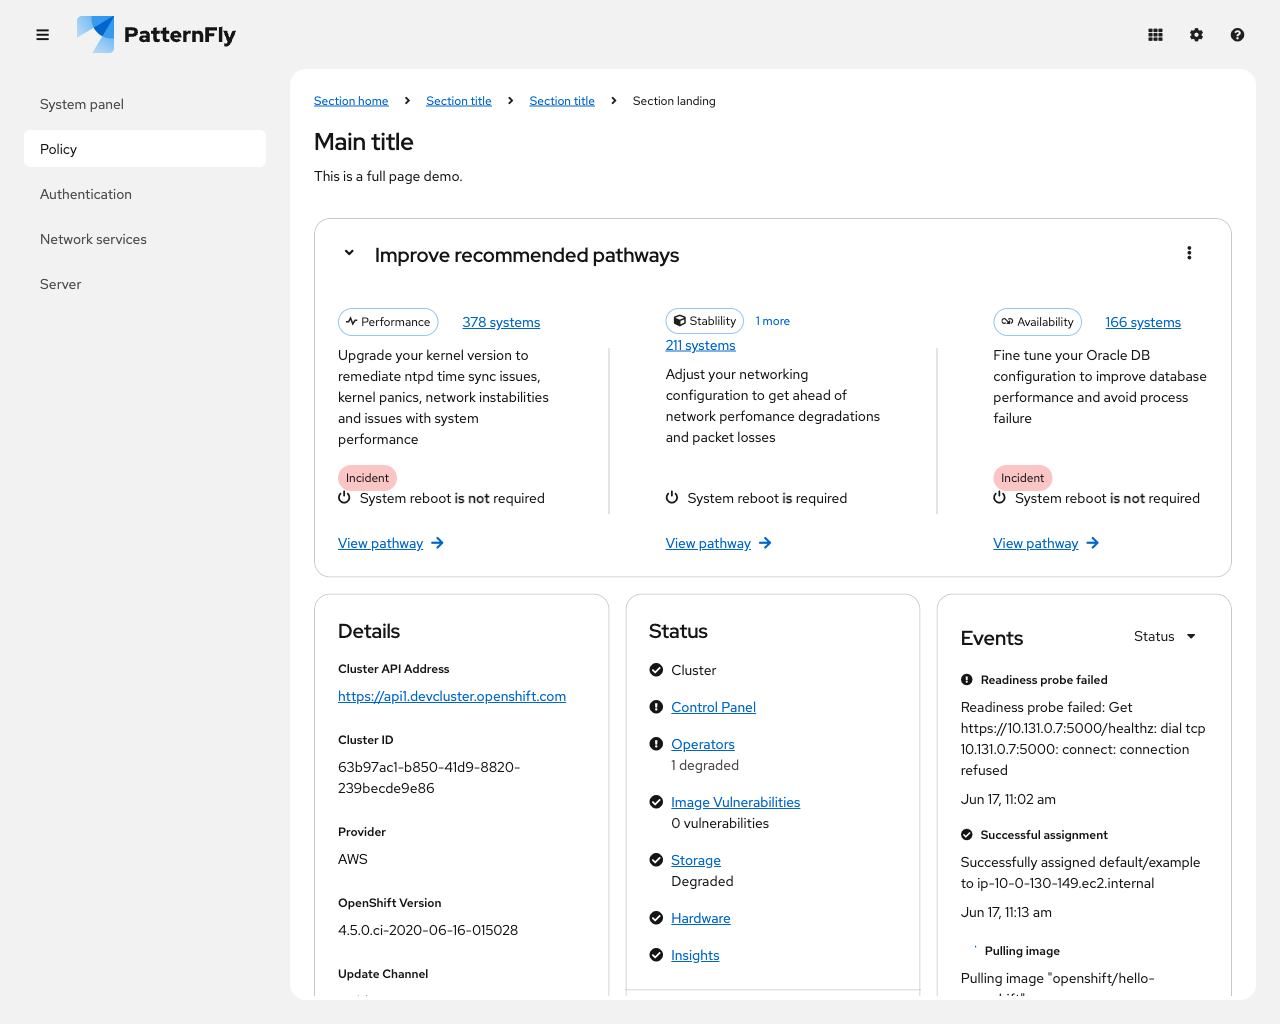 PatternFly
System panel
Policy
Authentication
Network services
Server
Section home
Section title
Section title
Section landing
Main title
This is a full page demo.
Improve recommended pathways
Performance
378 systems
Upgrade your kernel version to
remediate ntpd time sync issues,
kernel panics, network instabilities
and issues with system
performance
Incident
System reboot is not required
View pathway
Stablility
1 more
211 systems
Adjust your networking
configuration to get ahead of
network perfomance degradations
and packet losses
System reboot is required
View pathway
Availability
166 systems
Fine tune your Oracle DB
configuration to improve database
performance and avoid process
failure
Incident
System reboot is not required
View pathway
Details
Cluster API Address
https://api1.devcluster.openshift.com
Cluster ID
63b97ac1-b850-41d9-8820-
239becde9e86
Provider
AWS
OpenShift Version
4.5.0.ci-2020-06-16-015028
Update Channel
Status
Cluster
Control Panel
Operators
1 degraded
Image Vulnerabilities
0 vulnerabilities
Storage
Degraded
Hardware
Insights
Events
Status
Readiness probe failed
Readiness probe failed: Get
https://10.131.0.7:5000/healthz: dial tcp
10.131.0.7:5000: connect: connection
refused
Jun 17, 11:02 am
Successful assignment
Successfully assigned default/example
to ip-10-0-130-149.ec2.internal
Jun 17, 11:13 am
Pulling image
Pulling image "openshift/hello-